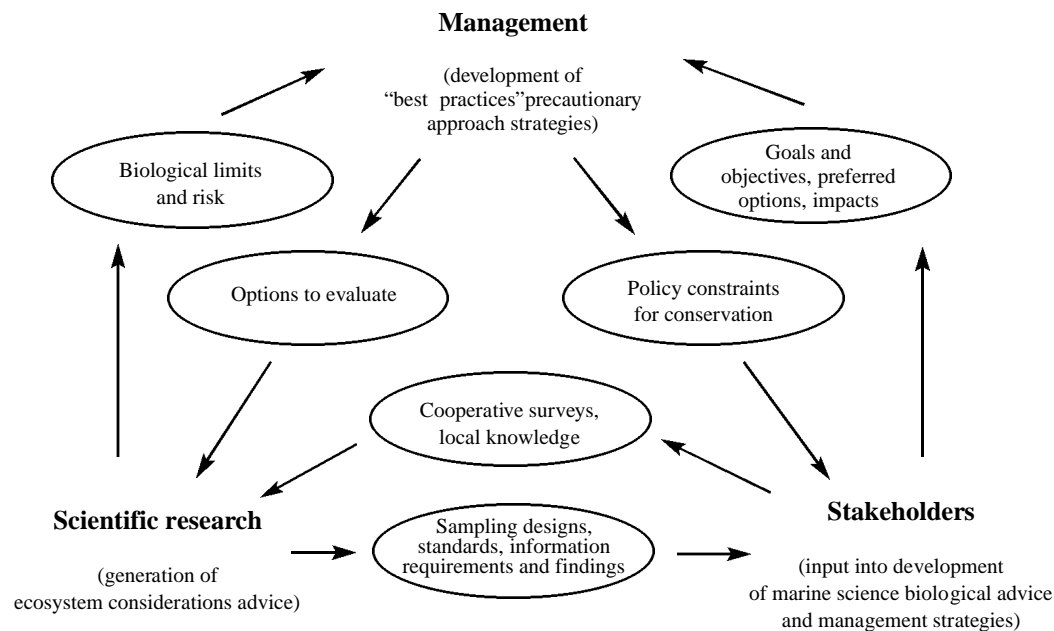 Management
(development of
“best practices”precautionary
approach strategies)
Biological limits
and risk
Goals and
objectives, preferred
options, impacts
Options to evaluate
Policy constraints
for conservation
Cooperative surveys,
local knowledge
Scientific research
(generation of
ecosystem considerations advice)
Sampling designs,
standards, information
requirements and findings
Stakeholders
(input into development
of marine science biological advice
and management strategies)